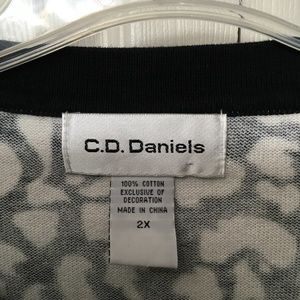 C.D. Daniels
100% COTTON
EXCLUSIVE OF
DECORATION
MADE IN CHINA
2X